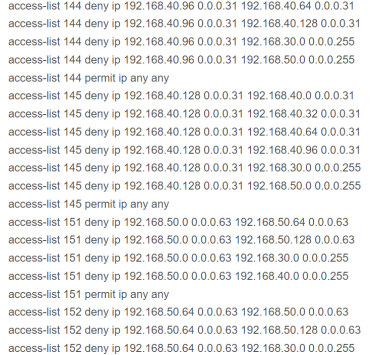 access-list 144 deny ip 192.168.40.96 0.0.0.31 192.168.40.64 0.0.0.31
access-list 144 deny ip 192.168.40.96 0.0.0.31 192.168.40.128 0.0.0.31
access-list 144 deny ip 192.168.40.96 0.0.0.31 192.168.30.0 0.0.0.255
access-list 144 deny ip 192.168.40.96 0.0.0.31 192.168.50.0 0.0.0.255
access-list 144 permit ip any any
access-list 145 deny ip 192.168.40.128 0.0.0.31 192.168.40.0 0.0.0.31
access-list 145 deny ip 192.168.40.128 0.0.0.31 192.168.40.32 0.0.0.31
access-list 145 deny ip 192.168.40.128 0.0.0.31 192.168.40.64 0.0.0.31
access-list 145 deny ip 192.168.40.128 0.0.0.31 192.168.40.96 0.0.0.31
access-list 145 deny ip 192.168.40.128 0.0.0.31 192.168.30.0 0.0.0.255
access-list 145 deny ip 192.168.40.128 0.0.0.31 192.168.50.0 0.0.0.255
access-list 145 permit ip any any
access-list 151 deny ip 192.168.50.0 0.0.0.63 192.168.50.64 0.0.0.63
access-list 151 deny ip 192.168.50.0 0.0.0.63 192.168.50.128 0.0.0.63
access-list 151 deny ip 192.168.50.0 0.0.0.63 192.168.30.0 0.0.0.255
access-list 151 deny ip 192.168.50.0 0.0.0.63 192.168.40.0 0.0.0.255
access-list 151 permit ip any any
access-list 152 deny ip 192.168.50.64 0.0.0.63 192.168.50.0 0.0.0.63
access-list 152 deny ip 192.168.50.64 0.0.0.63 192.168.50.128 0.0.0.63
access-list 152 deny ip 192.168.50.64 0.0.0.63 192.168.30.0 0.0.0.255